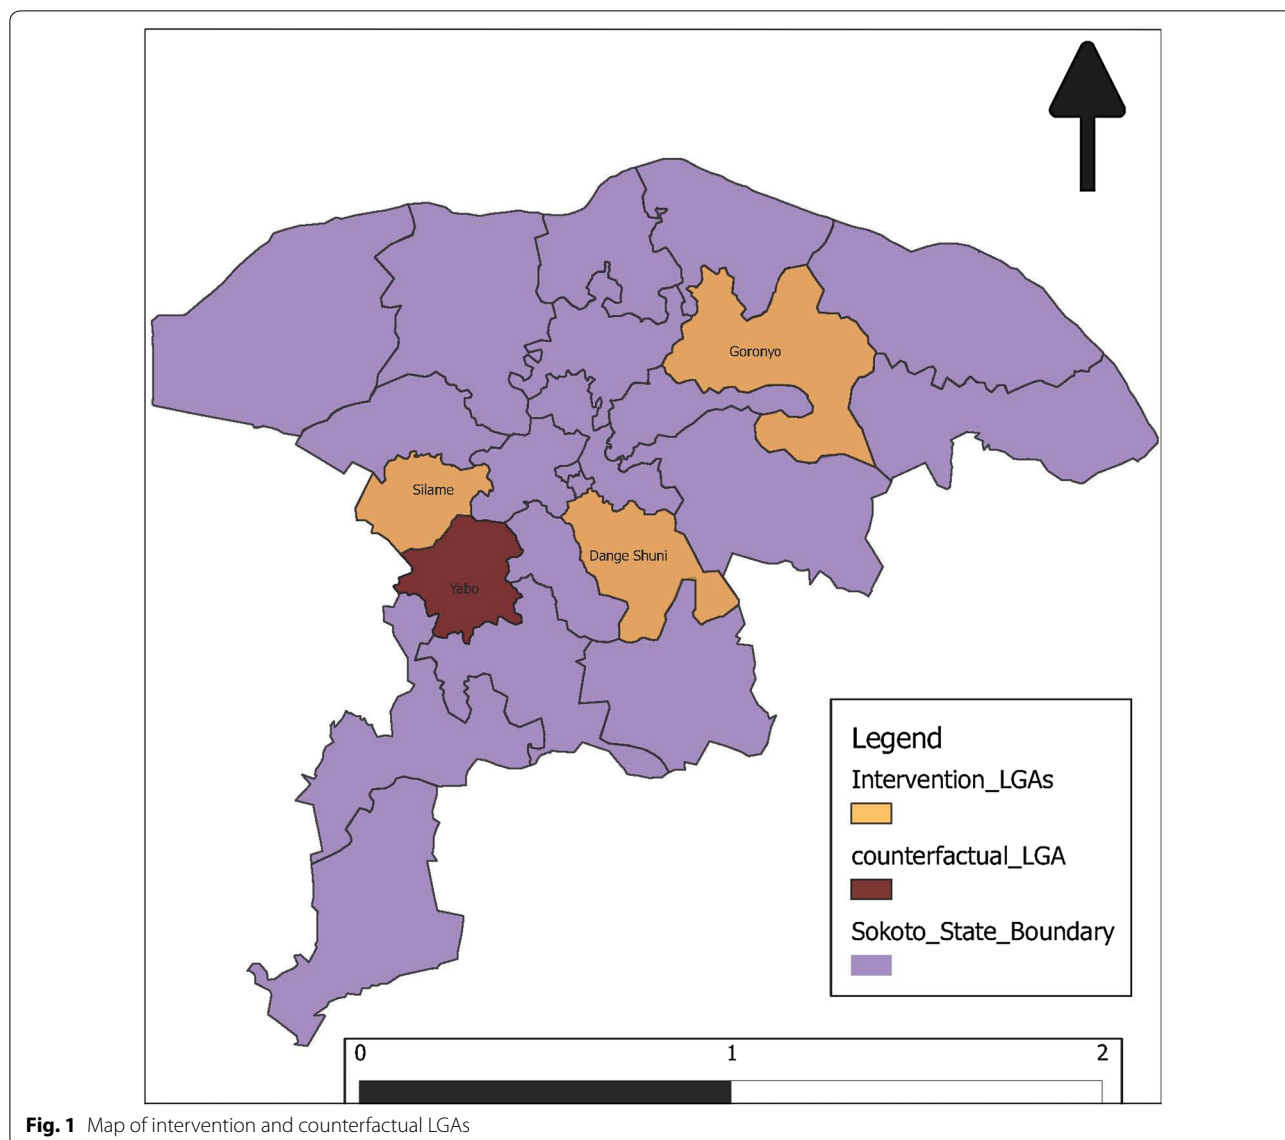 Goronyo
Silame
Dange Shuni
Yabo
Legend
Intervention_LGAs
counterfactual_LGA
Sokoto_State_Boundary
0 1 2
Fig. 1 Map of intervention and counterfactual LGAs